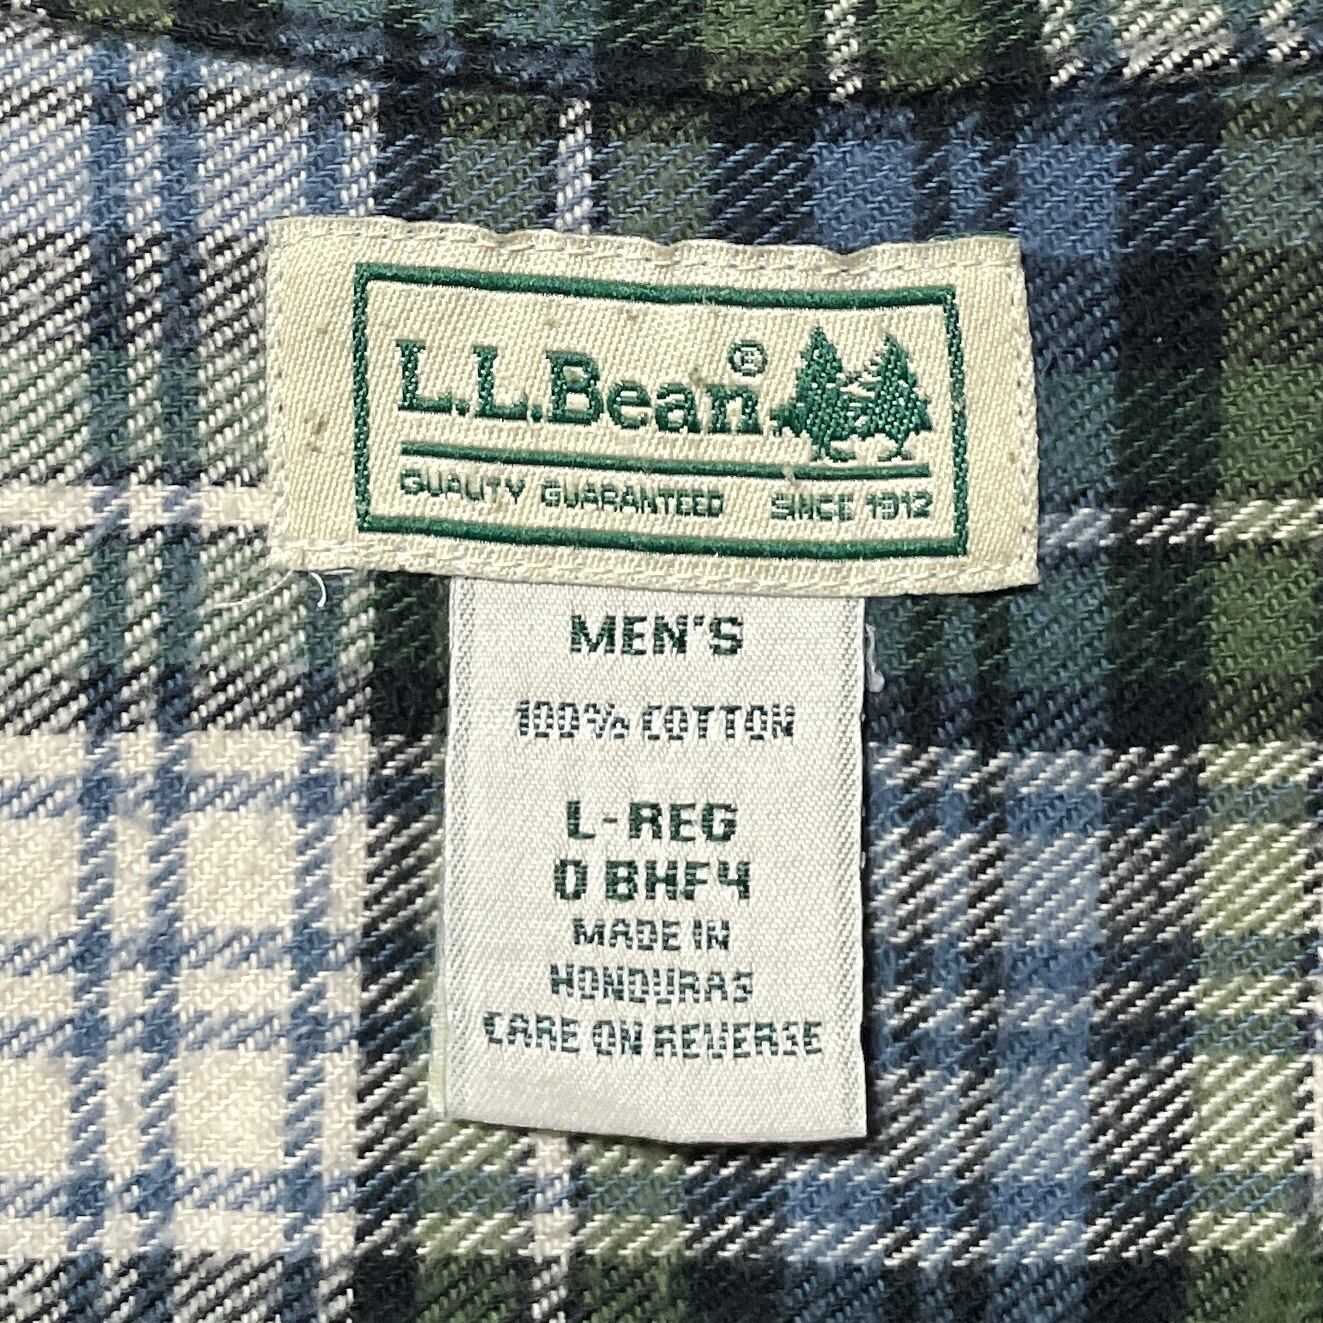 L.L.Bean®
QUALITY GUARANTEED SINCE 1912
MEN'S
100% COTTON
L-REG
0 BHF4
MADE IN
HONDURAS
CARE ON REVERSE